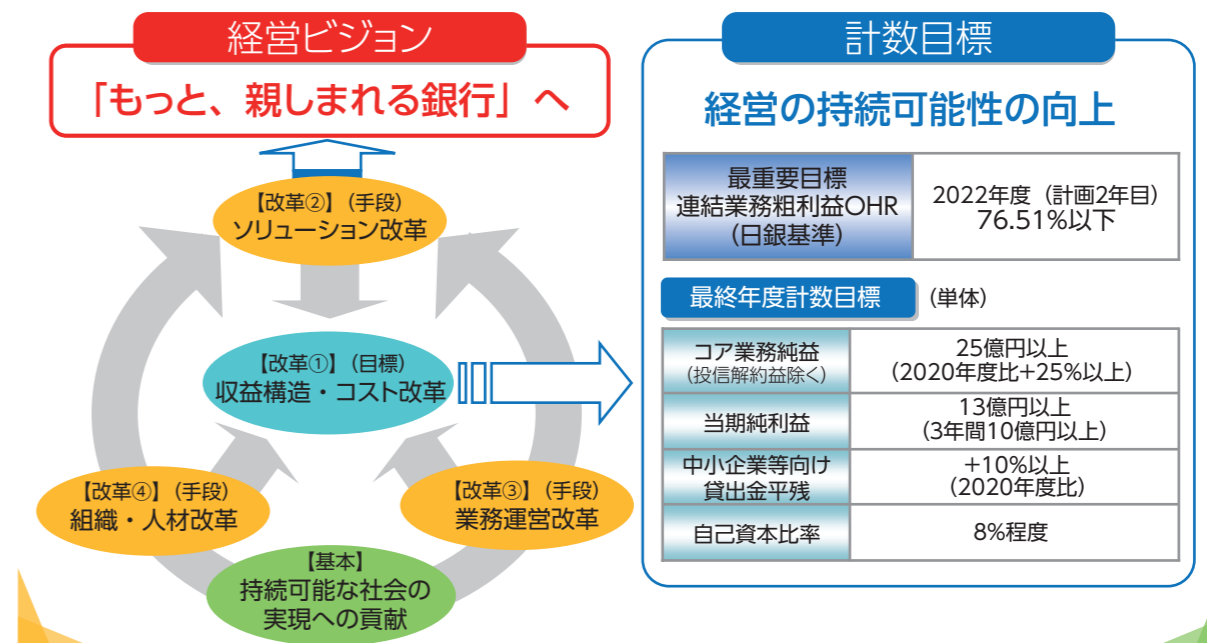 経営ビジョン
「もっと、親しまれる銀行」へ
【改革②】(手段)
ソリューション改革
【改革①】(目標)
収益構造・コスト改革
【改革④】(手段)
組織・人材改革
【改革③】(手段)
業務運営改革
【基本】
持続可能な社会の
実現への貢献
計数目標
経営の持続可能性の向上
最重要目標
連結業務粗利益OHR
(日銀基準)
2022年度(計画2年目)
76.51%以下
最終年度計数目標 (単体)
コア業務純益
(投信解約益除く)
25億円以上
(2020年度比+25%以上)
当期純利益
13億円以上
(3年間10億円以上)
中小企業等向け
貸出金平残
+10%以上
(2020年度比)
自己資本比率
8%程度